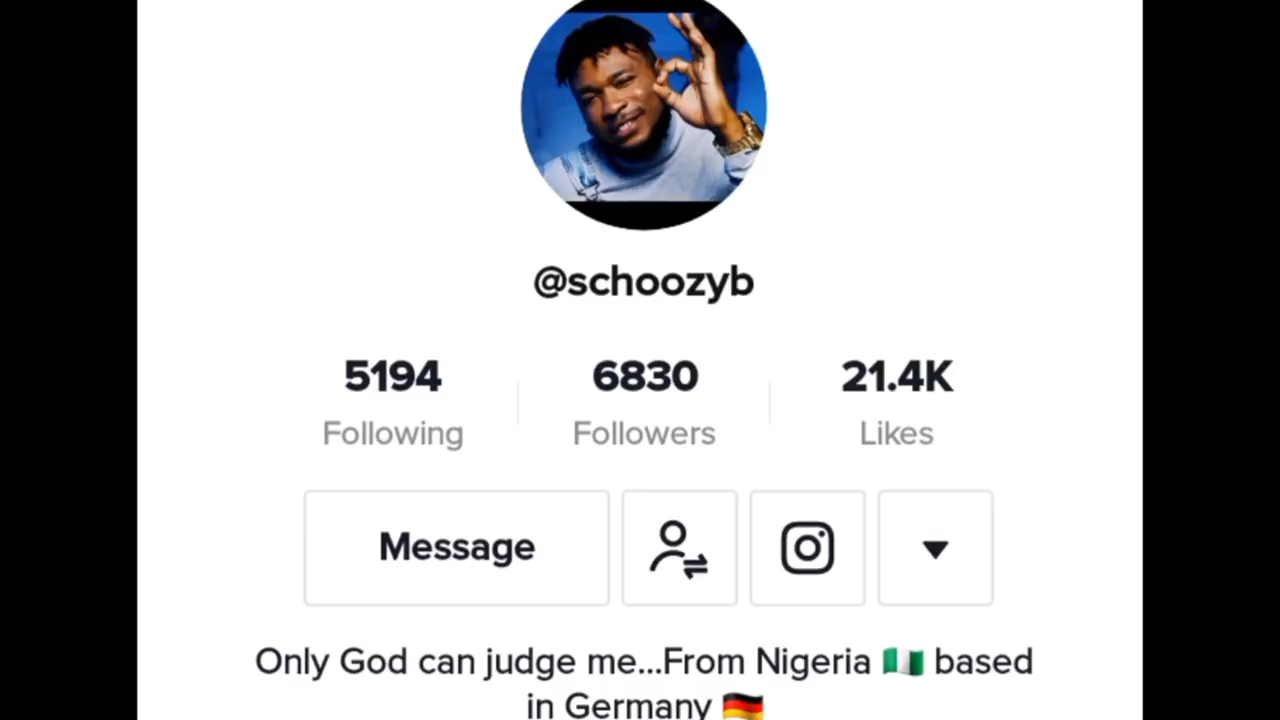 @schoozyb
5194 6830 21.4K
Following Followers Likes
Message
Only God can judge me...From Nigeria 🇳🇬 based
in Germany 🇩🇪